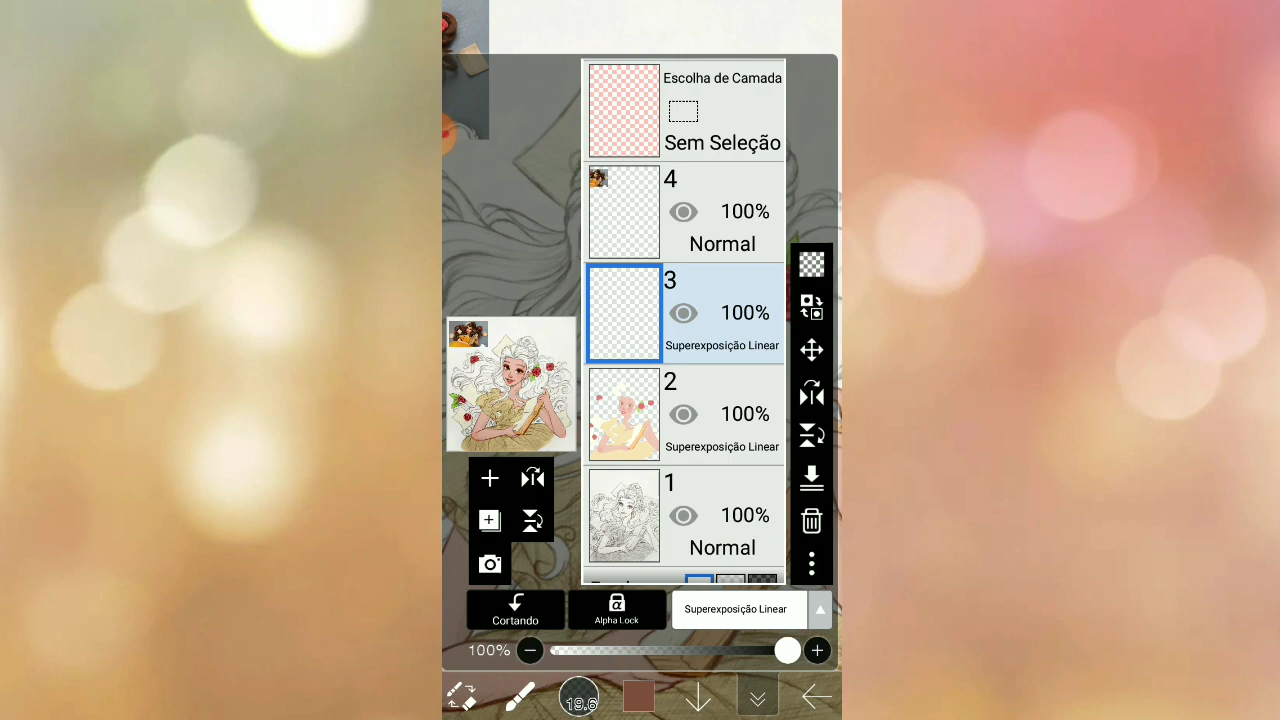 Escolha de Camada
Sem Seleção
4
100%
Normal
3
100%
Superexposição Linear
2
100%
Superexposição Linear
1
100%
Normal
Cortando
α
Alpha Lock
Superexposição Linear
100%
19.6